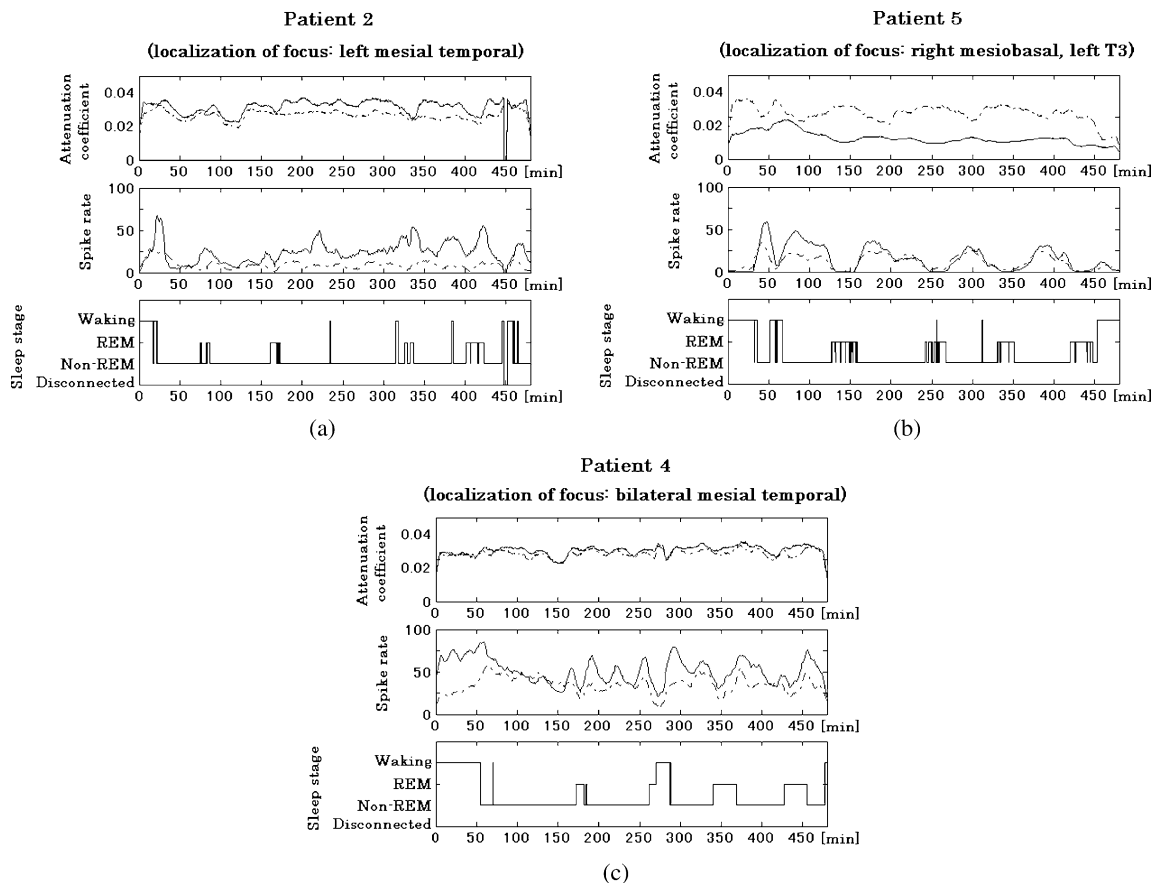 Patient 2
(localization of focus: left mesial temporal)
Attenuation
coefficient
0.04
0.02
0
0 50 100 150 200 250 300 350 400 450 [min]
Spike rate
100
50
0
0 50 100 150 200 250 300 350 400 450 [min]
Sleep stage
Waking
REM
Non-REM
Disconnected
0 50 100 150 200 250 300 350 400 450 [min]
(a)
Patient 5
(localization of focus: right mesiobasal, left T3)
Attenuation
coefficient
0.04
0.02
0
0 50 100 150 200 250 300 350 400 450 [min]
Spike rate
100
50
0
0 50 100 150 200 250 300 350 400 450 [min]
Sleep stage
Waking
REM
Non-REM
Disconnected
0 50 100 150 200 250 300 350 400 450 [min]
(b)
Patient 4
(localization of focus: bilateral mesial temporal)
Attenuation
coefficient
0.04
0.02
0
0 50 100 150 200 250 300 350 400 450 [min]
Spike rate
100
50
0
0 50 100 150 200 250 300 350 400 450 [min]
Sleep stage
Waking
REM
Non-REM
Disconnected
0 50 100 150 200 250 300 350 400 450 [min]
(c)